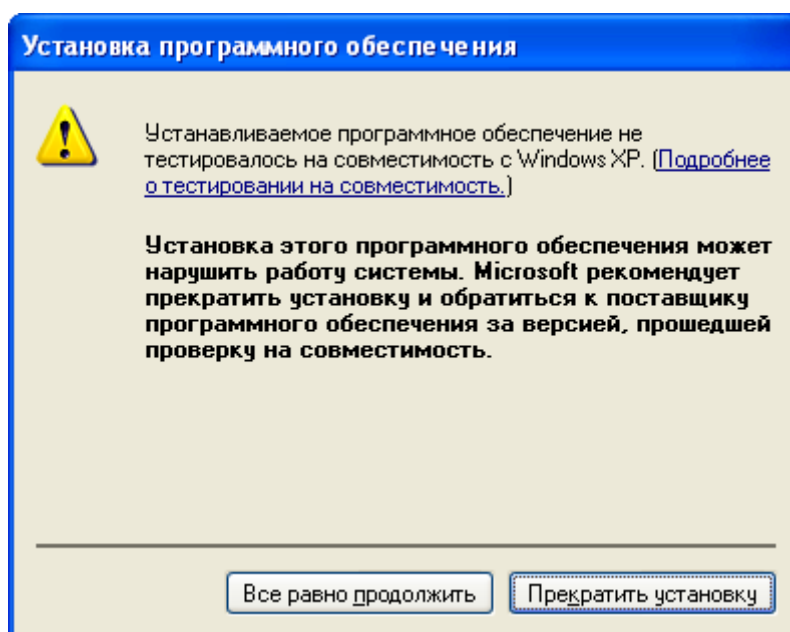 Установка программного обеспечения
Устанавливаемое программное обеспечение не
тестировалось на совместимость с Windows XP. (Подробнее
о тестировании на совместимость.)
Установка этого программного обеспечения может
нарушить работу системы. Microsoft рекомендует
прекратить установку и обратиться к поставщику
программного обеспечения за версией, прошедшей
проверку на совместимость.
Все равно продолжить
Прекратить установку